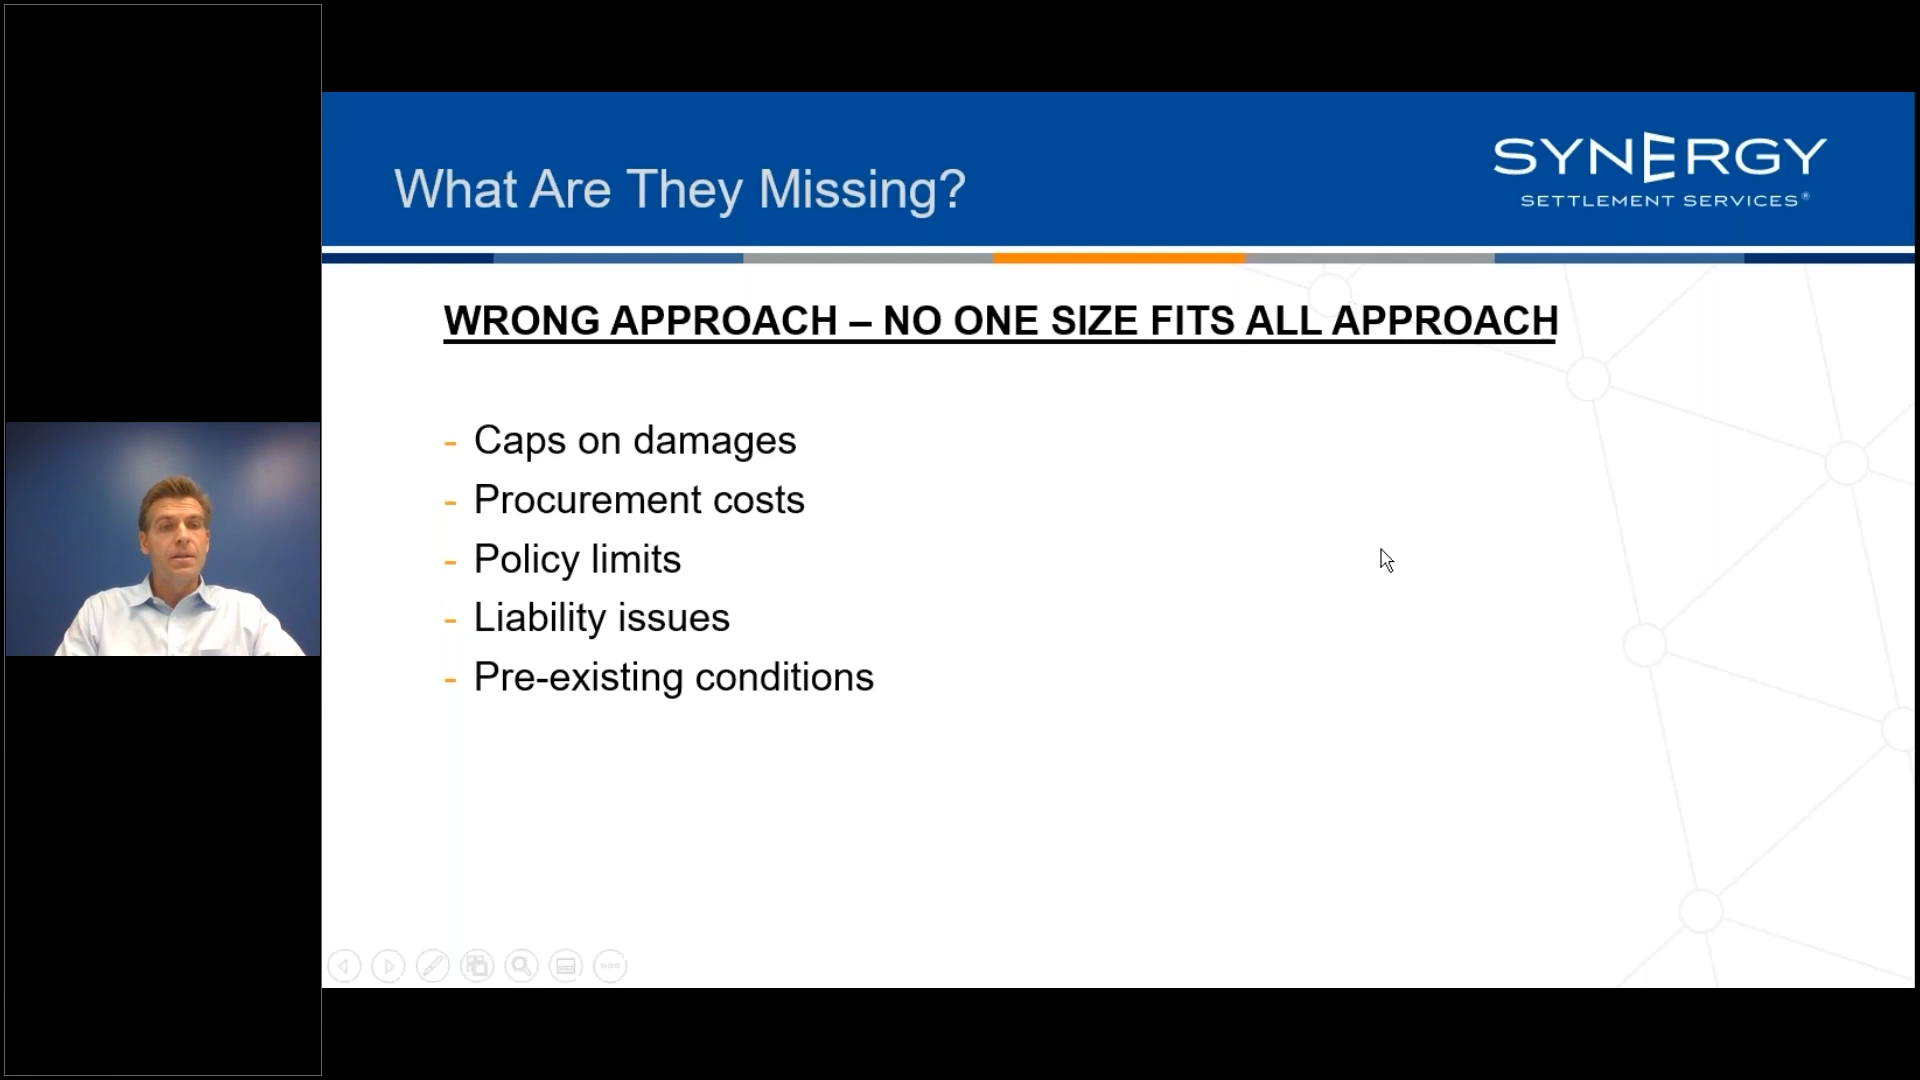 What Are They Missing?
SYNERGY
SETTLEMENT SERVICES®
WRONG APPROACH – NO ONE SIZE FITS ALL APPROACH
- Caps on damages
- Procurement costs
- Policy limits
- Liability issues
- Pre-existing conditions